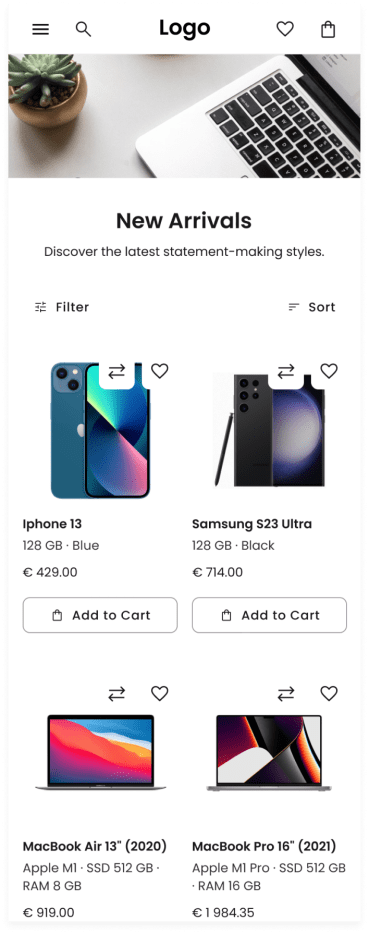 Logo
New Arrivals
Discover the latest statement-making styles.
Filter
Sort
Iphone 13
128 GB · Blue
€ 429.00
Add to Cart
Samsung S23 Ultra
128 GB · Black
€ 714.00
Add to Cart
MacBook Air 13" (2020)
Apple M1 · SSD 512 GB ·
RAM 8 GB
€ 919.00
MacBook Pro 16" (2021)
Apple M1 Pro · SSD 512 GB
· RAM 16 GB
€ 1 984.35